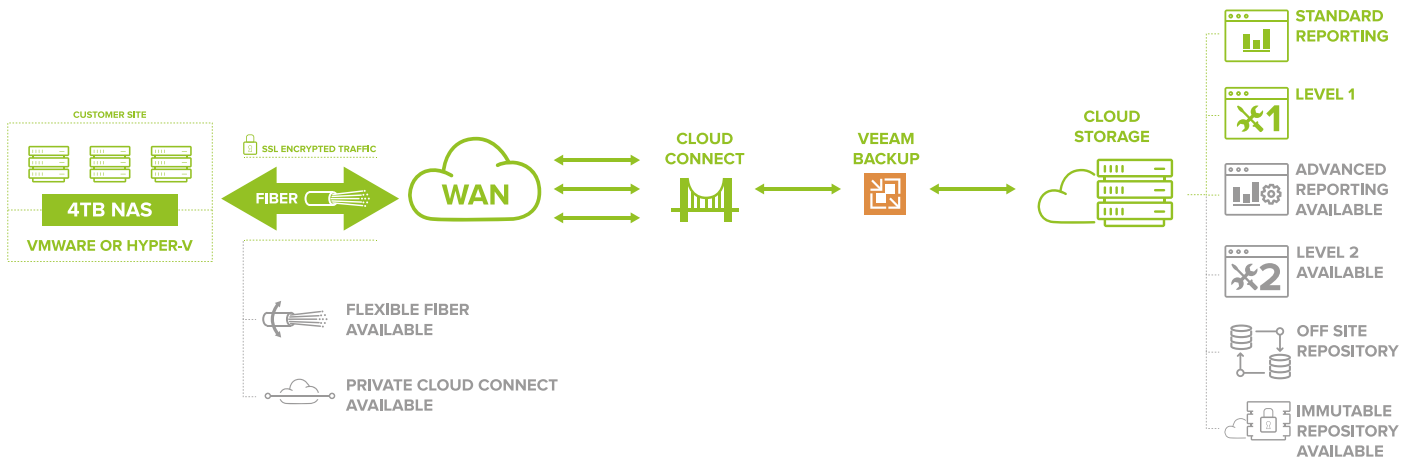 CUSTOMER SITE
4TB NAS
VMWARE OR HYPER-V
SSL ENCRYPTED TRAFFIC
FIBER
WAN
FLEXIBLE FIBER
AVAILABLE
PRIVATE CLOUD CONNECT
AVAILABLE
CLOUD
CONNECT
VEEAM
BACKUP
CLOUD
STORAGE
STANDARD
REPORTING
1
LEVEL 1
ADVANCED
REPORTING
AVAILABLE
2
LEVEL 2
AVAILABLE
OFF SITE
REPOSITORY
IMMUTABLE
REPOSITORY
AVAILABLE